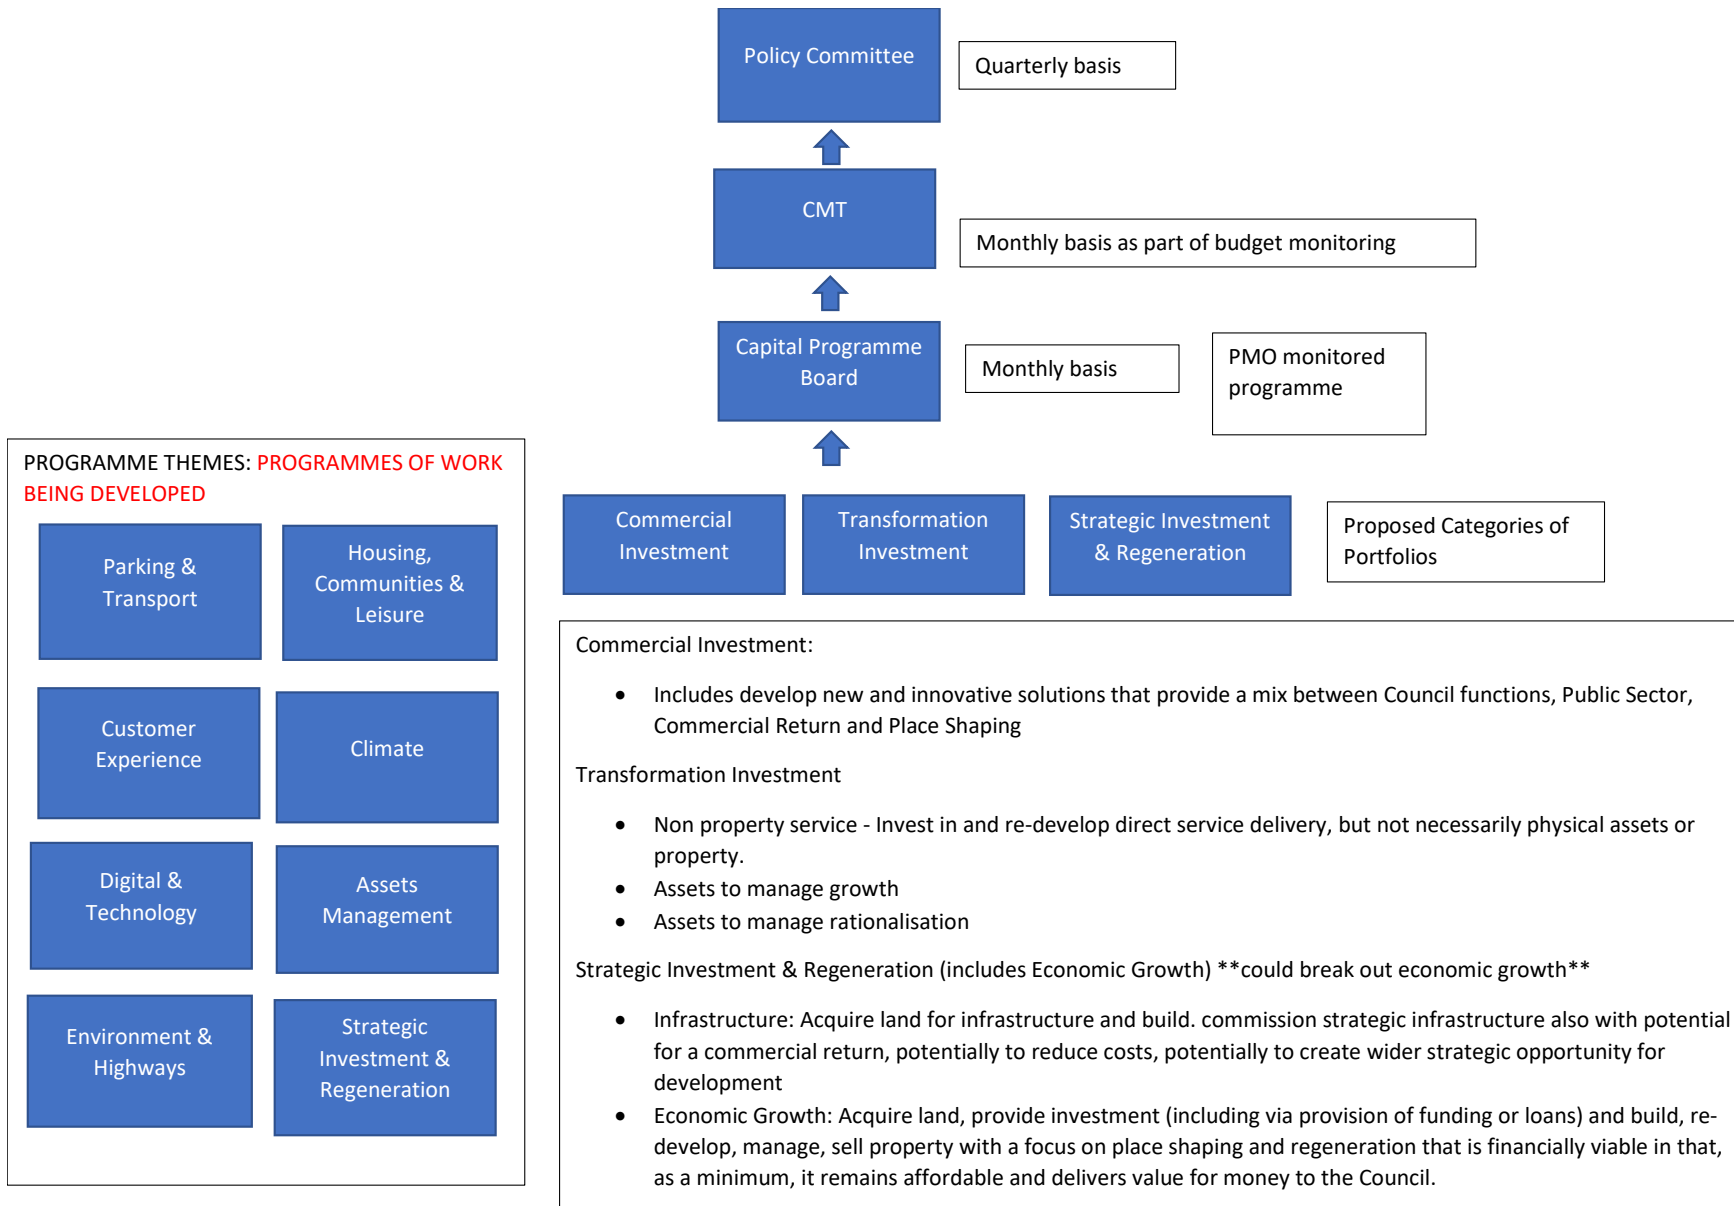 Policy Committee
Quarterly basis
CMT
Monthly basis as part of budget monitoring
Capital Programme
Board
Monthly basis
PMO monitored
programme
PROGRAMME THEMES: PROGRAMMES OF WORK
BEING DEVELOPED
Parking &
Transport
Housing,
Communities &
Leisure
Customer
Experience
Climate
Digital &
Technology
Assets
Management
Environment &
Highways
Strategic
Investment &
Regeneration
Commercial
Investment
Transformation
Investment
Strategic Investment
& Regeneration
Proposed Categories of
Portfolios
Commercial Investment:
• Includes develop new and innovative solutions that provide a mix between Council functions, Public Sector,
Commercial Return and Place Shaping
Transformation Investment
• Non property service - Invest in and re-develop direct service delivery, but not necessarily physical assets or
property.
• Assets to manage growth
• Assets to manage rationalisation
Strategic Investment & Regeneration (includes Economic Growth) **could break out economic growth**
• Infrastructure: Acquire land for infrastructure and build. commission strategic infrastructure also with potential
for a commercial return, potentially to reduce costs, potentially to create wider strategic opportunity for
development
• Economic Growth: Acquire land, provide investment (including via provision of funding or loans) and build, re-
develop, manage, sell property with a focus on place shaping and regeneration that is financially viable in that,
as a minimum, it remains affordable and delivers value for money to the Council.